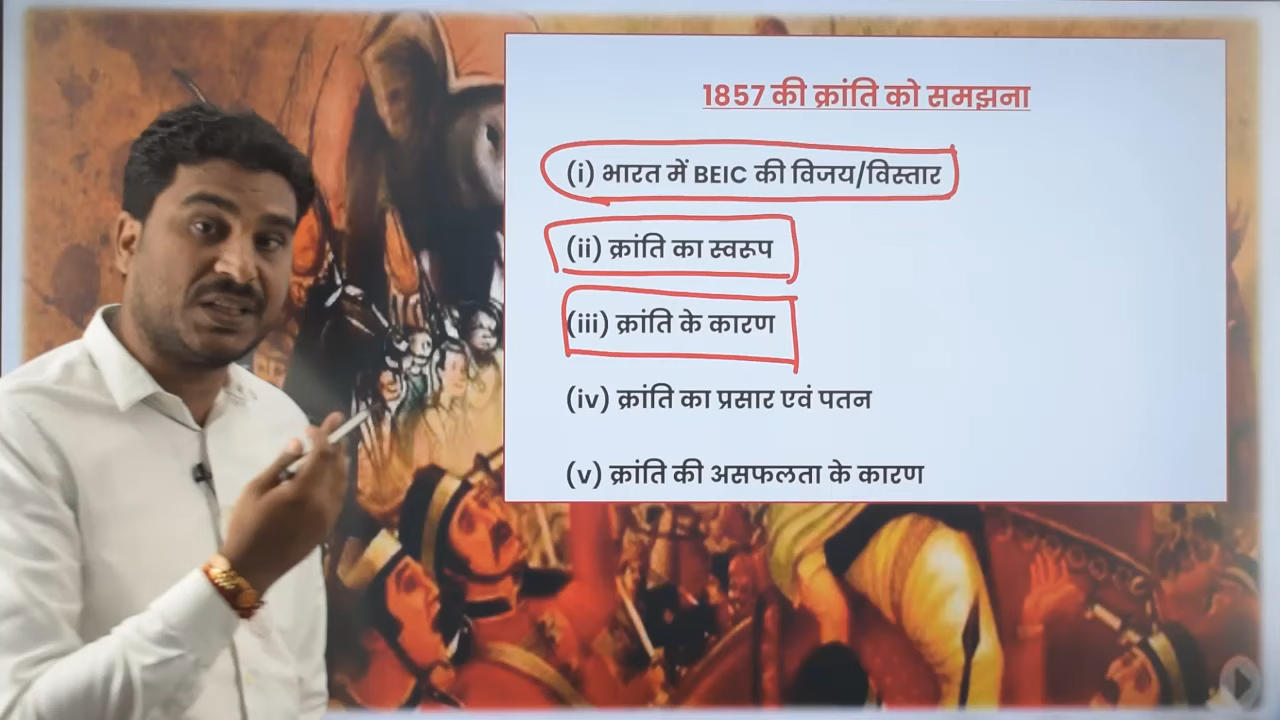 1857 की क्रांति को समझना
(i) भारत में BEIC की विजय/विस्तार
(ii) क्रांति का स्वरूप
(iii) क्रांति के कारण
(iv) क्रांति का प्रसार एवं पतन
(v) क्रांति की असफलता के कारण